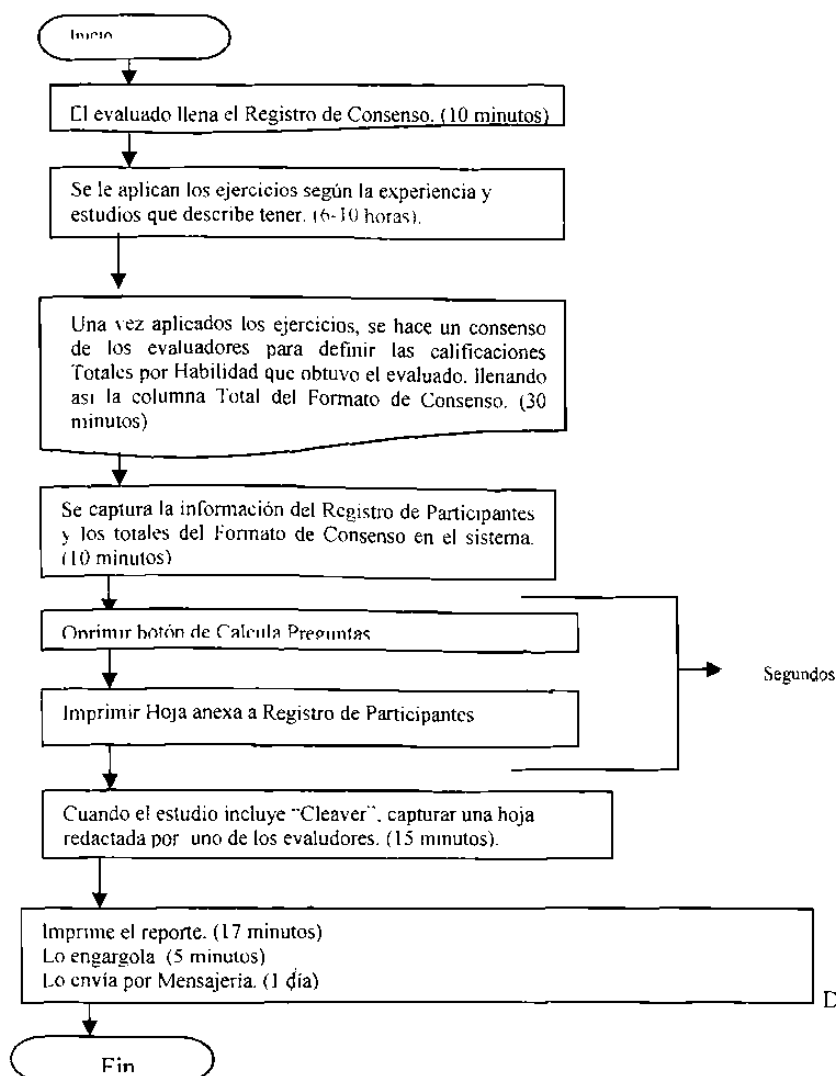 Inicio
El evaluado llena el Registro de Consenso. (10 minutos)
Se le aplican los ejercicios según la experiencia y
estudios que describe tener. (6-10 horas).
Una vez aplicados los ejercicios, se hace un consenso
de los evaluadores para definir las calificaciones
Totales por Habilidad que obtuvo el evaluado. llenando
asi la columna Total del Formato de Consenso. (30
minutos)
Se captura la información del Registro de Participantes
y los totales del Formato de Consenso en el sistema.
(10 minutos)
Oprimir botón de Calcula Preguntas
Segundos
Imprimir Hoja anexa a Registro de Participantes
Cuando el estudio incluye "Cleaver", capturar una hoja
redactada por uno de los evaludores. (15 minutos).
Imprime el reporte. (17 minutos)
Lo engargola (5 minutos)
Lo envía por Mensajería. (1 día)
D
Fin